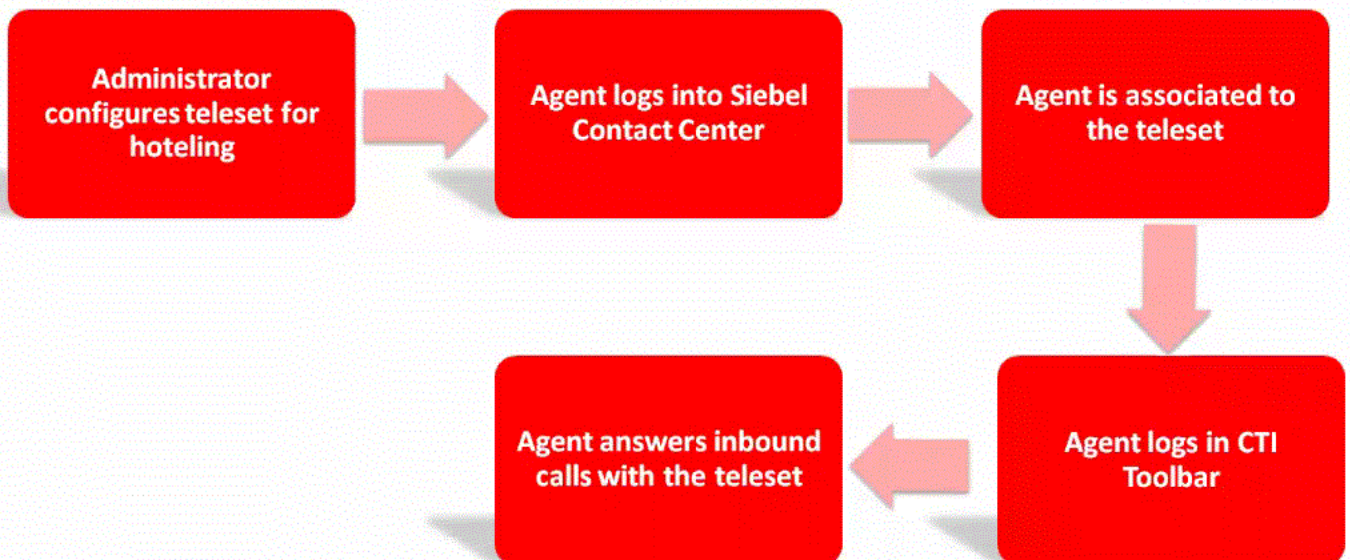 Administrator
configures teleset for
hoteling
Agent logs into Siebel
Contact Center
Agent is associated to
the teleset
Agent logs in CTI
Toolbar
Agent answers inbound
calls with the teleset